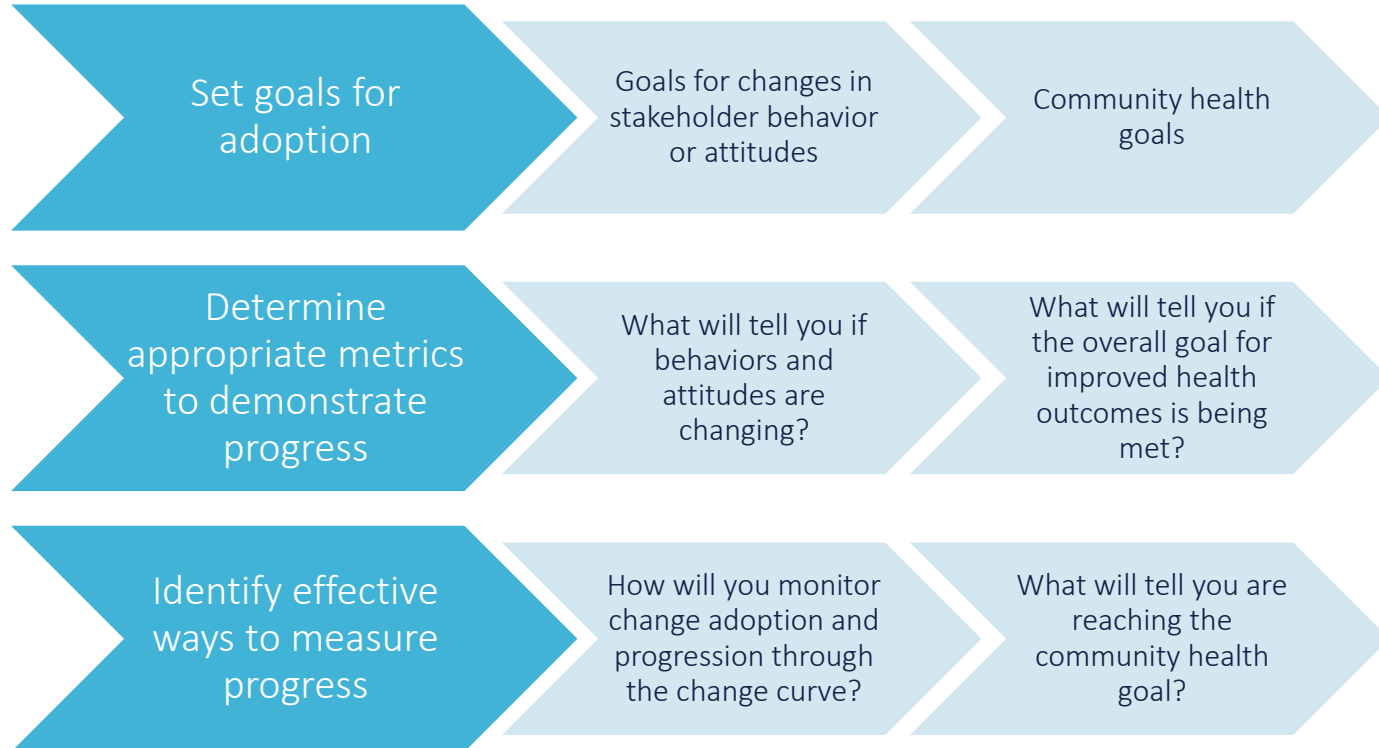 Set goals for
adoption
Goals for changes in
stakeholder behavior
or attitudes
Community health
goals
Determine
appropriate metrics
to demonstrate
progress
What will tell you if
behaviors and
attitudes are
changing?
What will tell you if
the overall goal for
improved health
outcomes is being
met?
Identify effective
ways to measure
progress
How will you monitor
change adoption and
progression through
the change curve?
What will tell you are
reaching the
community health
goal?